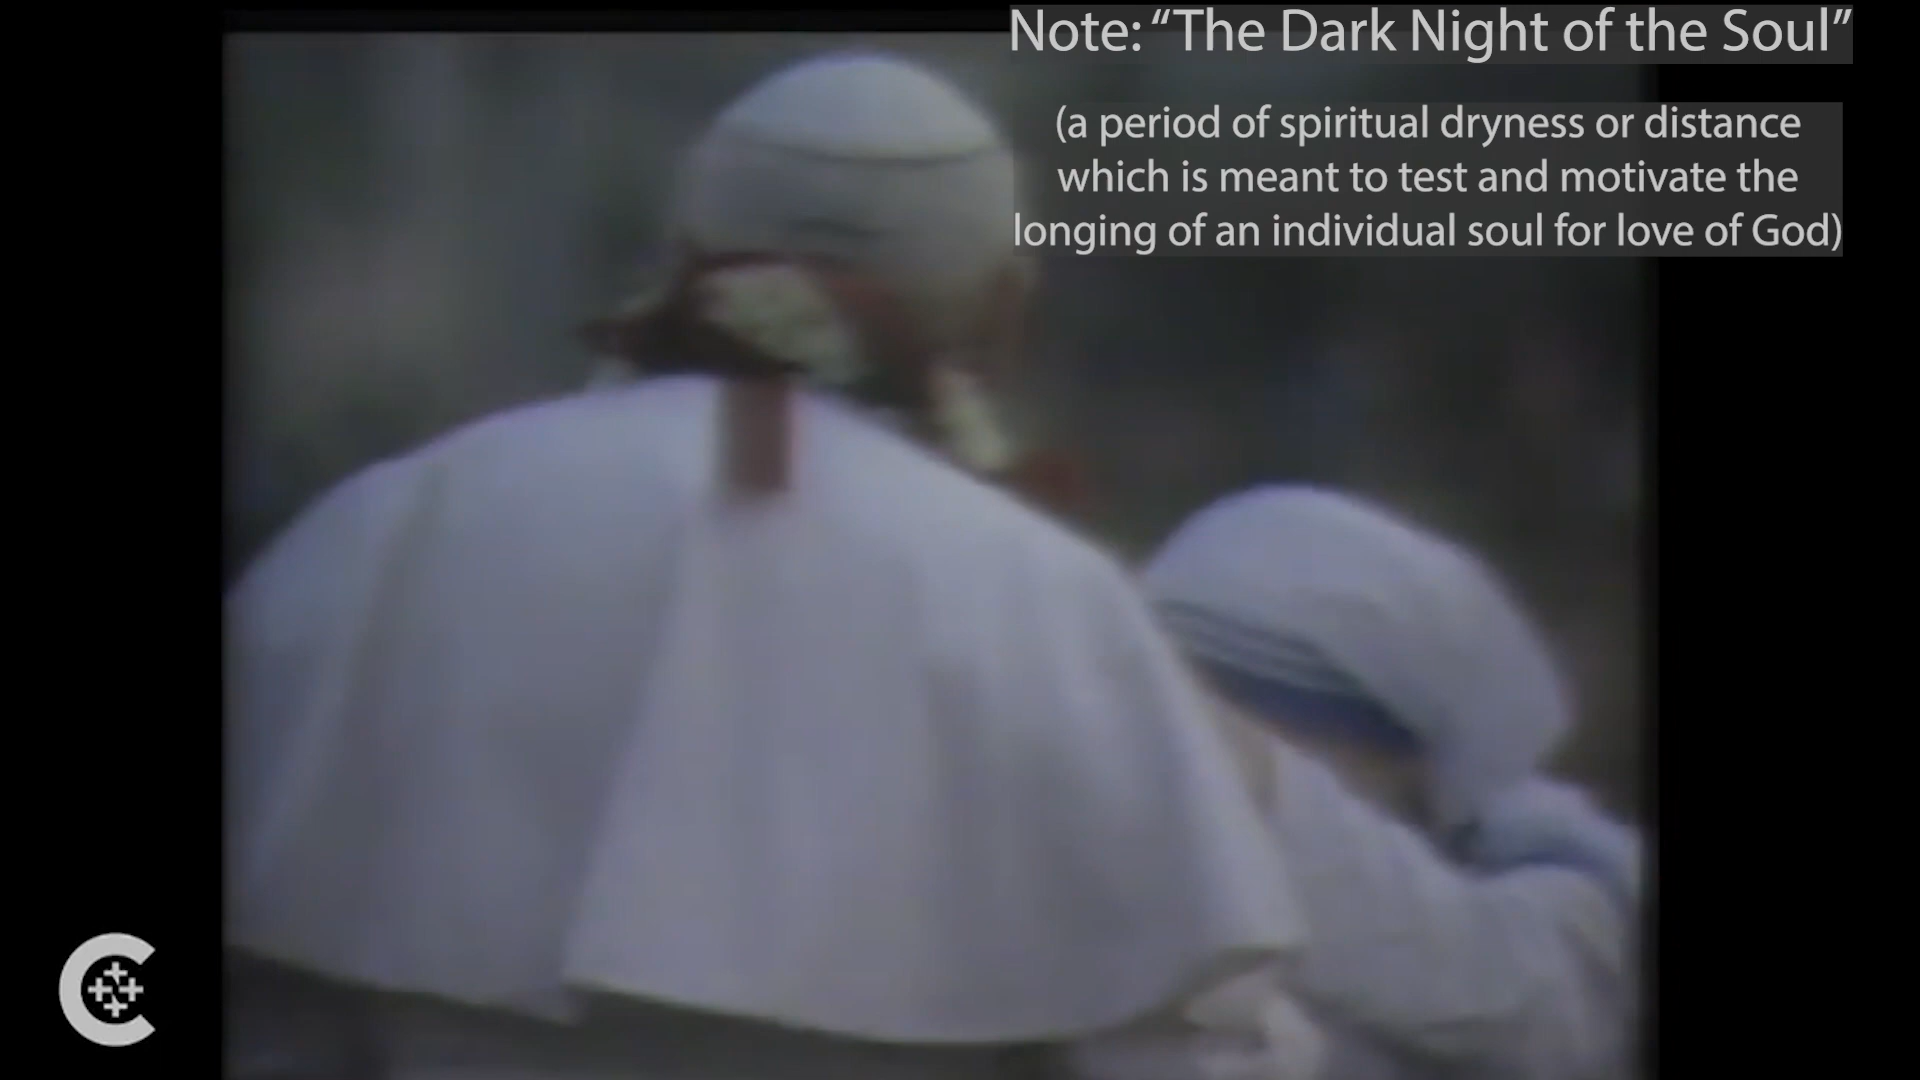 Note: “The Dark Night of the Soul”
(a period of spiritual dryness or distance
which is meant to test and motivate the
longing of an individual soul for love of God)